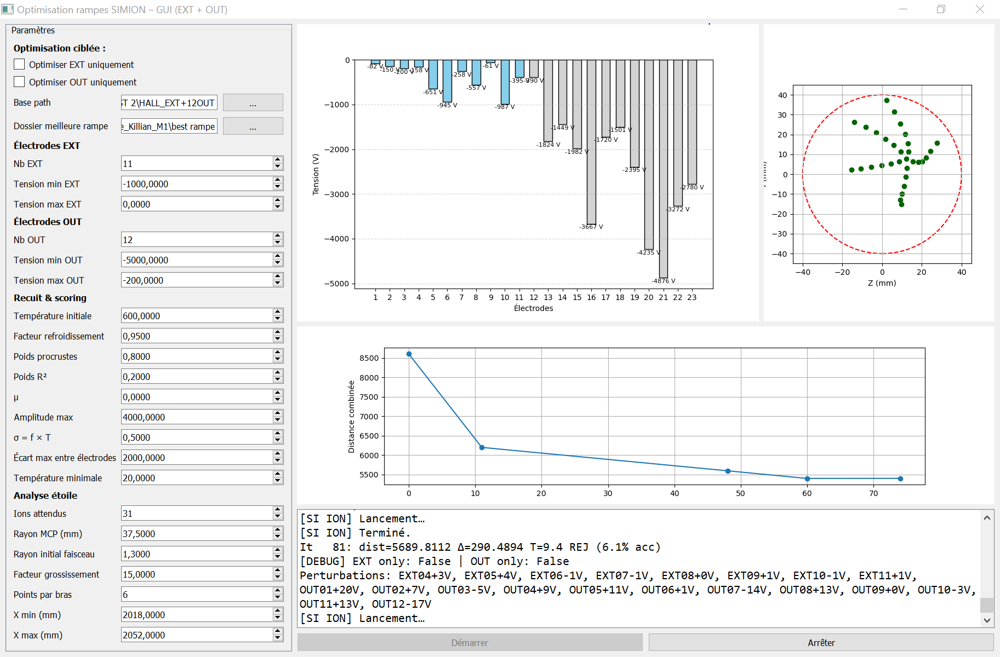 Optimisation rampes SIMION – GUI (EXT + OUT)
Paramètres
Optimisation ciblée :
Optimiser EXT uniquement
Optimiser OUT uniquement
Base path
ST 2\HALL_EXT+12OUT
...
Dossier meilleure rampe
e_Killian_M1\best rampe
...
Électrodes EXT
Nb EXT
11
Tension min EXT
-1000,0000
Tension max EXT
0,0000
Électrodes OUT
Nb OUT
12
Tension min OUT
-5000,0000
Tension max OUT
-200,0000
Recuit & scoring
Température initiale
600,0000
Facteur refroidissement
0,9500
Poids procrustes
0,8000
Poids R²
0,2000
µ
0,0000
Amplitude max
4000,0000
σ = f × T
0,5000
Écart max entre électrodes
2000,0000
Température minimale
20,0000
Analyse étoile
Ions attendus
31
Rayon MCP (mm)
37,5000
Rayon initial faisceau
1,3000
Facteur grossissement
15,0000
Points par bras
6
X min (mm)
2018,0000
X max (mm)
2052,0000
Tension (V)
0
−1000
−2000
−3000
−4000
−5000
-82 V
-150 V
-200 V
-158 V
-651 V
-945 V
-258 V
-557 V
-61 V
-987 V
-395 V
-390 V
-1824 V
-1449 V
-1982 V
-3667 V
-1720 V
-1501 V
-2395 V
-4235 V
-4876 V
-3272 V
-2780 V
1 2 3 4 5 6 7 8 9 10 11 12 13 14 15 16 17 18 19 20 21 22 23
Électrodes
(mm)
40
30
20
10
0
−10
−20
−30
−40
−40 −20 0 20 40
Z (mm)
Distance combinée
8500
8000
7500
7000
6500
6000
5500
0 10 20 30 40 50 60 70
[SI ION] Lancement…
[SI ION] Terminé.
It   81: dist=5689.8112 Δ=290.4894 T=9.4 REJ (6.1% acc)
[DEBUG] EXT only: False | OUT only: False
Perturbations: EXT04+3V, EXT05+4V, EXT06-1V, EXT07-1V, EXT08+0V, EXT09+1V, EXT10-1V, EXT11+1V,
OUT01+20V, OUT02+7V, OUT03-5V, OUT04+9V, OUT05+11V, OUT06+1V, OUT07-14V, OUT08+13V, OUT09+0V, OUT10-3V,
OUT11+13V, OUT12-17V
[SI ION] Lancement…
Démarrer
Arrêter